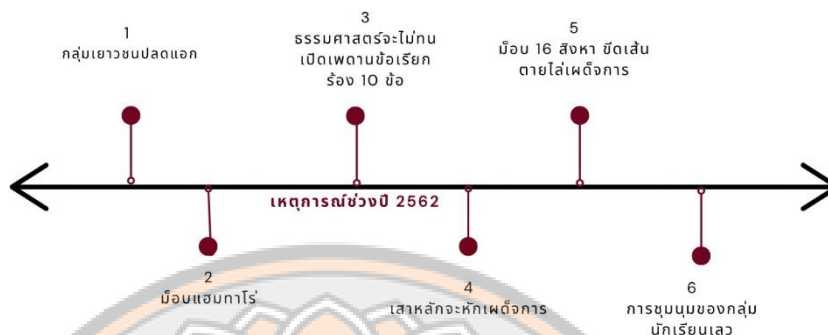 1
กลุ่มเยาวชนปลดแอก
3
ธรรมศาสตร์จะไม่ทน
เปิดเพดานข้อเรียก
ร้อง 10 ข้อ
5
ม็อบ 16 สิงหา ขีดเส้น
ตายไล่เผด็จการ
เหตุการณ์ช่วงปี 2562
2
ม็อบแฮมทาโร่
4
เสาหลักจะหักเผด็จการ
6
การชุมนุมของกลุ่ม
นักเรียนเลว